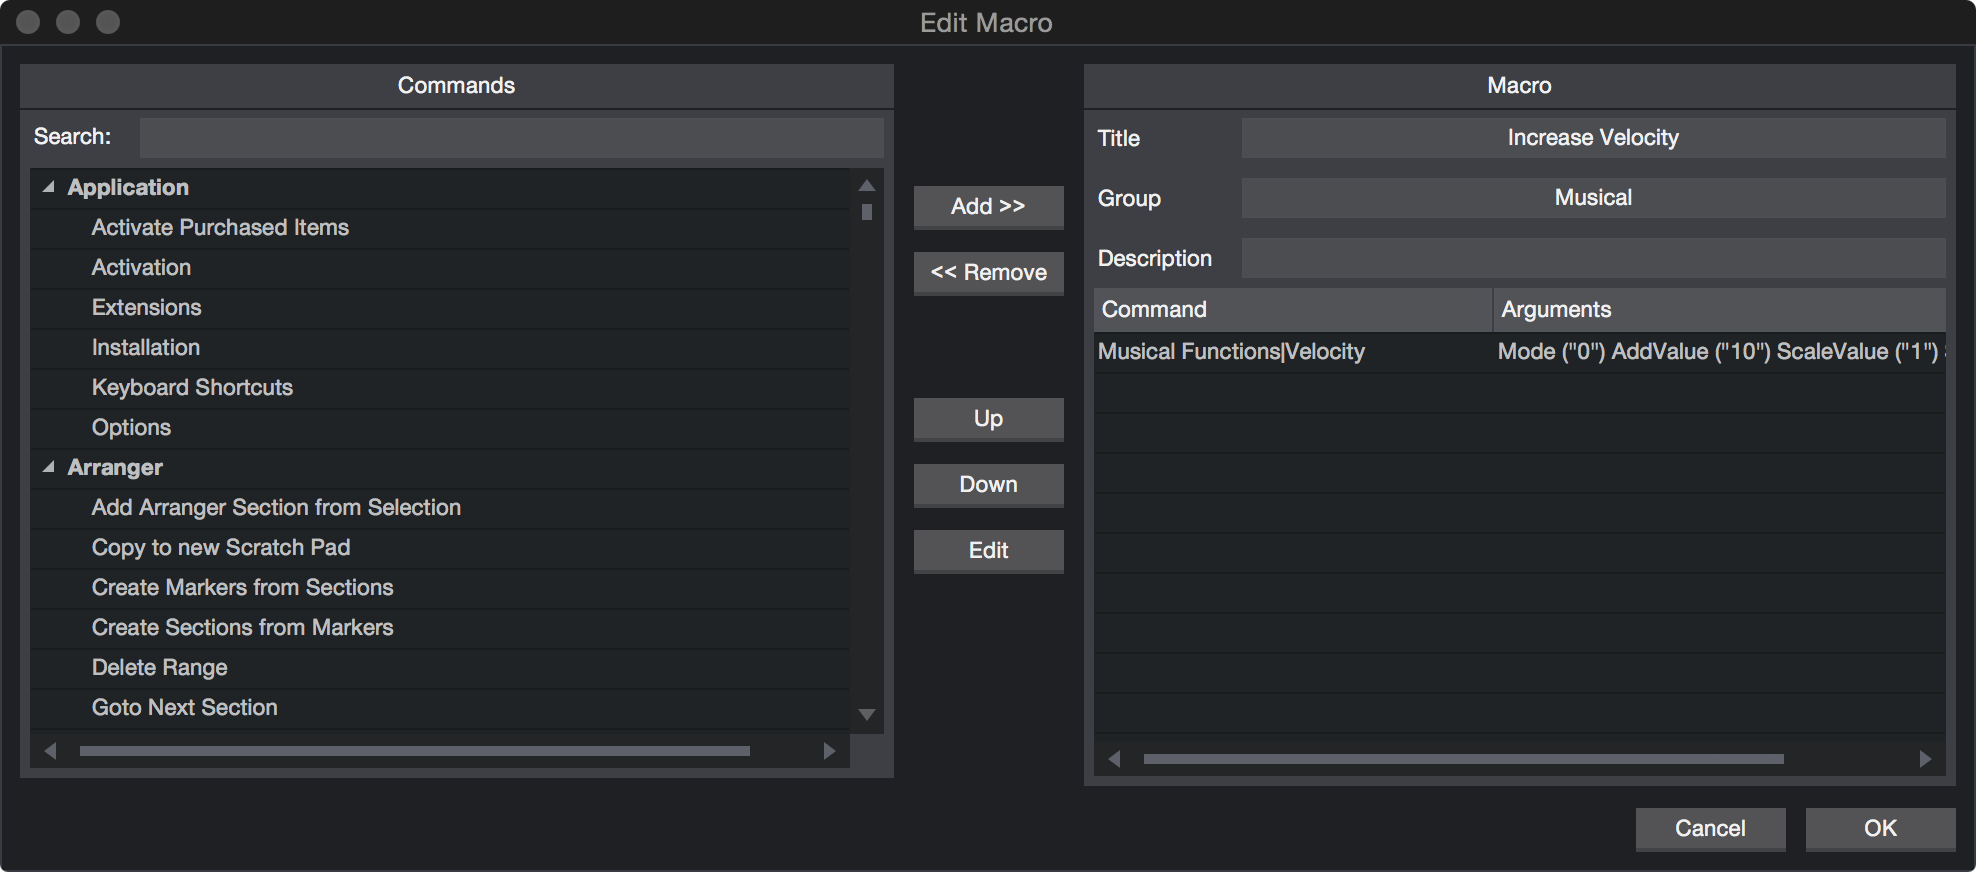 Edit Macro
Commands
Search:
Application
Activate Purchased Items
Activation
Extensions
Installation
Keyboard Shortcuts
Options
Arranger
Add Arranger Section from Selection
Copy to new Scratch Pad
Create Markers from Sections
Create Sections from Markers
Delete Range
Goto Next Section
Add >>
<< Remove
Up
Down
Edit
Macro
Title Increase Velocity
Group Musical
Description
Command Arguments
Musical Functions|Velocity Mode ("0") AddValue ("10") ScaleValue ("1")
Cancel OK